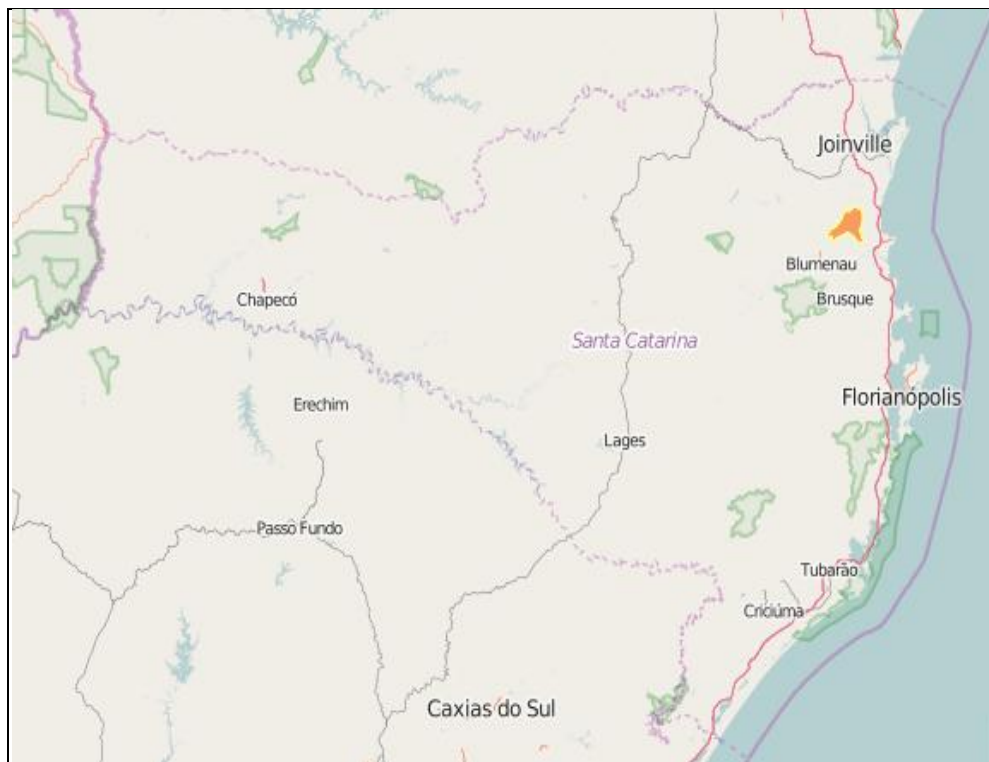 Joinville
Blumenau
Chapecó
Brusque
Santa Catarina
Florianópolis
Erechim
Lages
Passo Fundo
Tubarão
Criciúma
Caxias do Sul